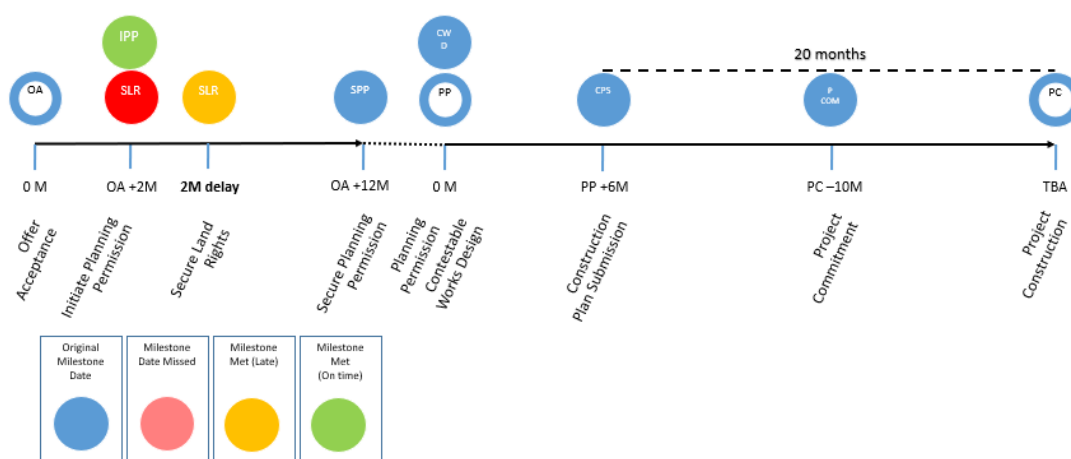 IPP
CW
D
20 months
OA
SLR
SLR
SPP
PP
CPS
P
COM
PC
0 M
OA +2M
2M delay
OA +12M
0 M
PP +6M
PC –10M
TBA
Offer
Acceptance
Initiate Planning
Permission
Secure Land
Rights
Secure Planning
Permission
Planning
Permission
Contestable
Works Design
Construction
Plan Submission
Project
Commitment
Project
Construction
Original
Milestone
Date
Milestone
Date Missed
Milestone
Met (Late)
Milestone
Met
(On time)